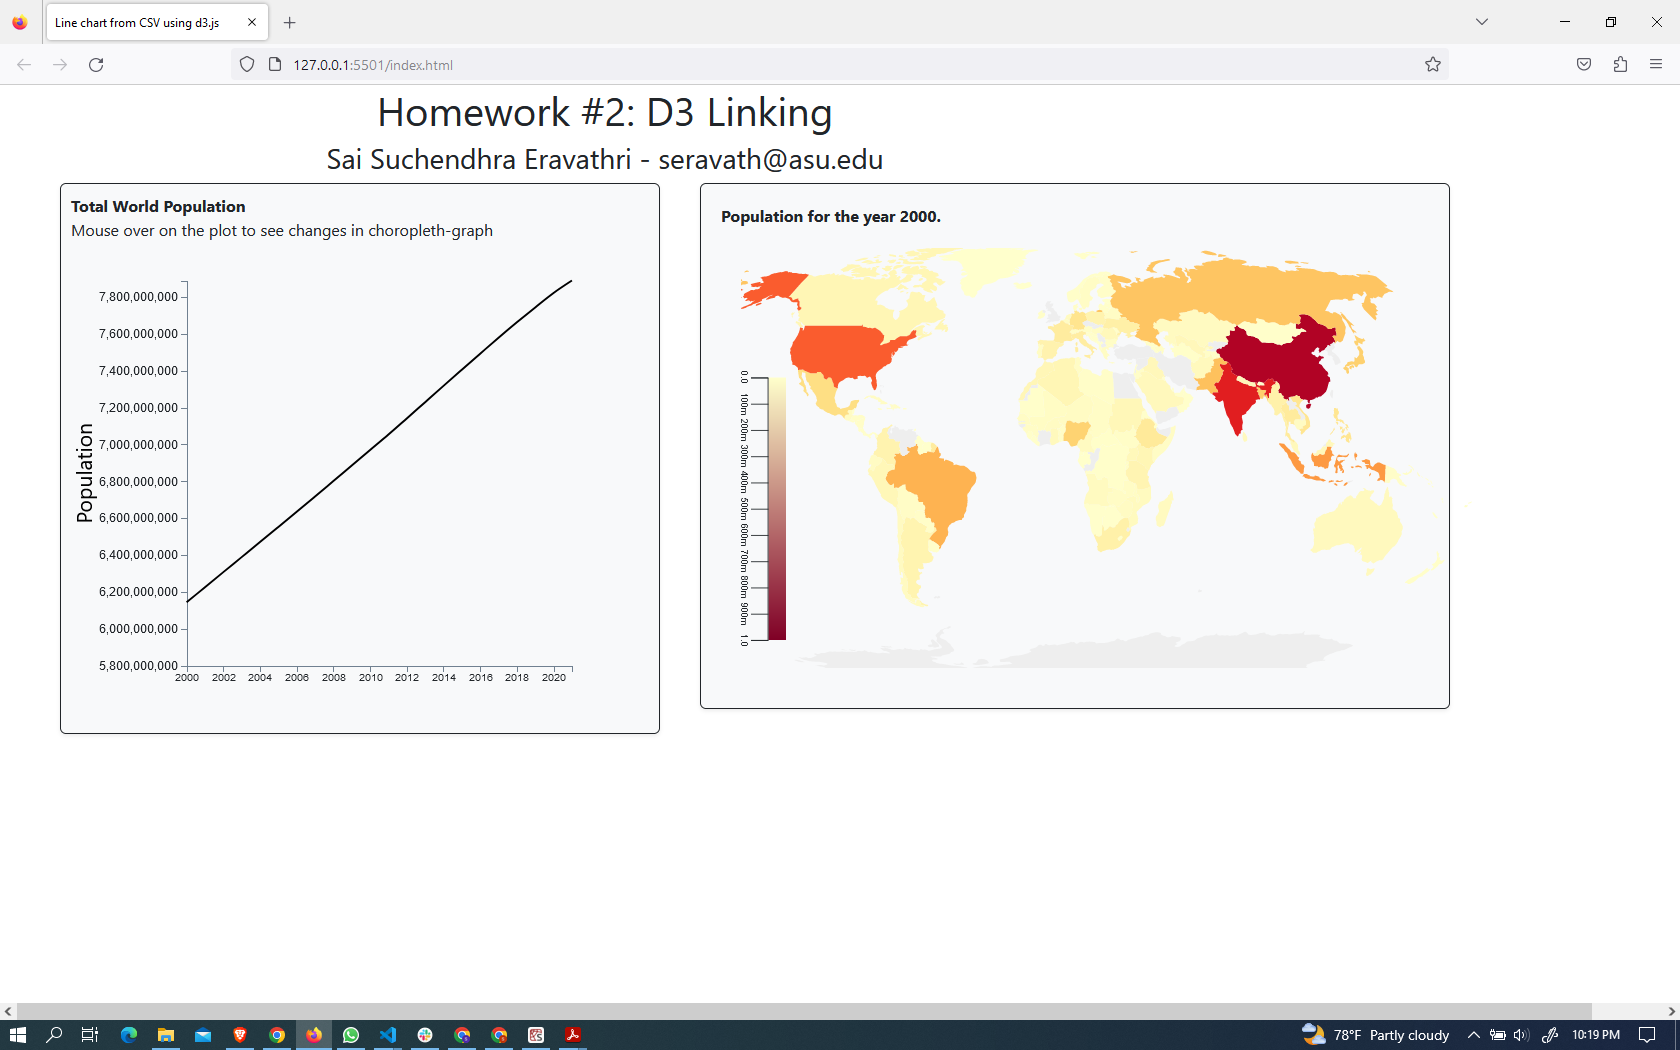 Line chart from CSV using d3.js
127.0.0.1:5501/index.html
Homework #2: D3 Linking
Sai Suchendhra Eravathri - seravath@asu.edu
Total World Population
Mouse over on the plot to see changes in choropleth-graph
Population
7,800,000,000
7,600,000,000
7,400,000,000
7,200,000,000
7,000,000,000
6,800,000,000
6,600,000,000
6,400,000,000
6,200,000,000
6,000,000,000
5,800,000,000
2000 2002 2004 2006 2008 2010 2012 2014 2016 2018 2020
Population for the year 2000.
0.0 100m 200m 300m 400m 500m 600m 700m 800m 900m 1.0
78°F Partly cloudy
10:19 PM